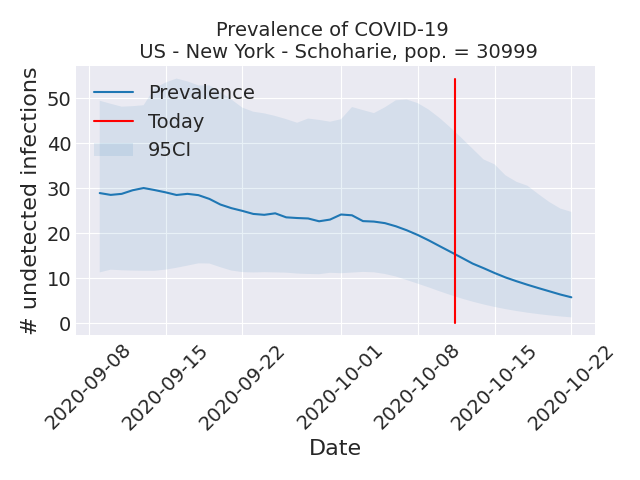 Prevalence of COVID-19
US - New York - Schoharie, pop. = 30999
# undetected infections
50
40
30
20
10
0
Prevalence
Today
95CI
2020-09-08
2020-09-15
2020-09-22
2020-10-01
2020-10-08
2020-10-15
2020-10-22
Date